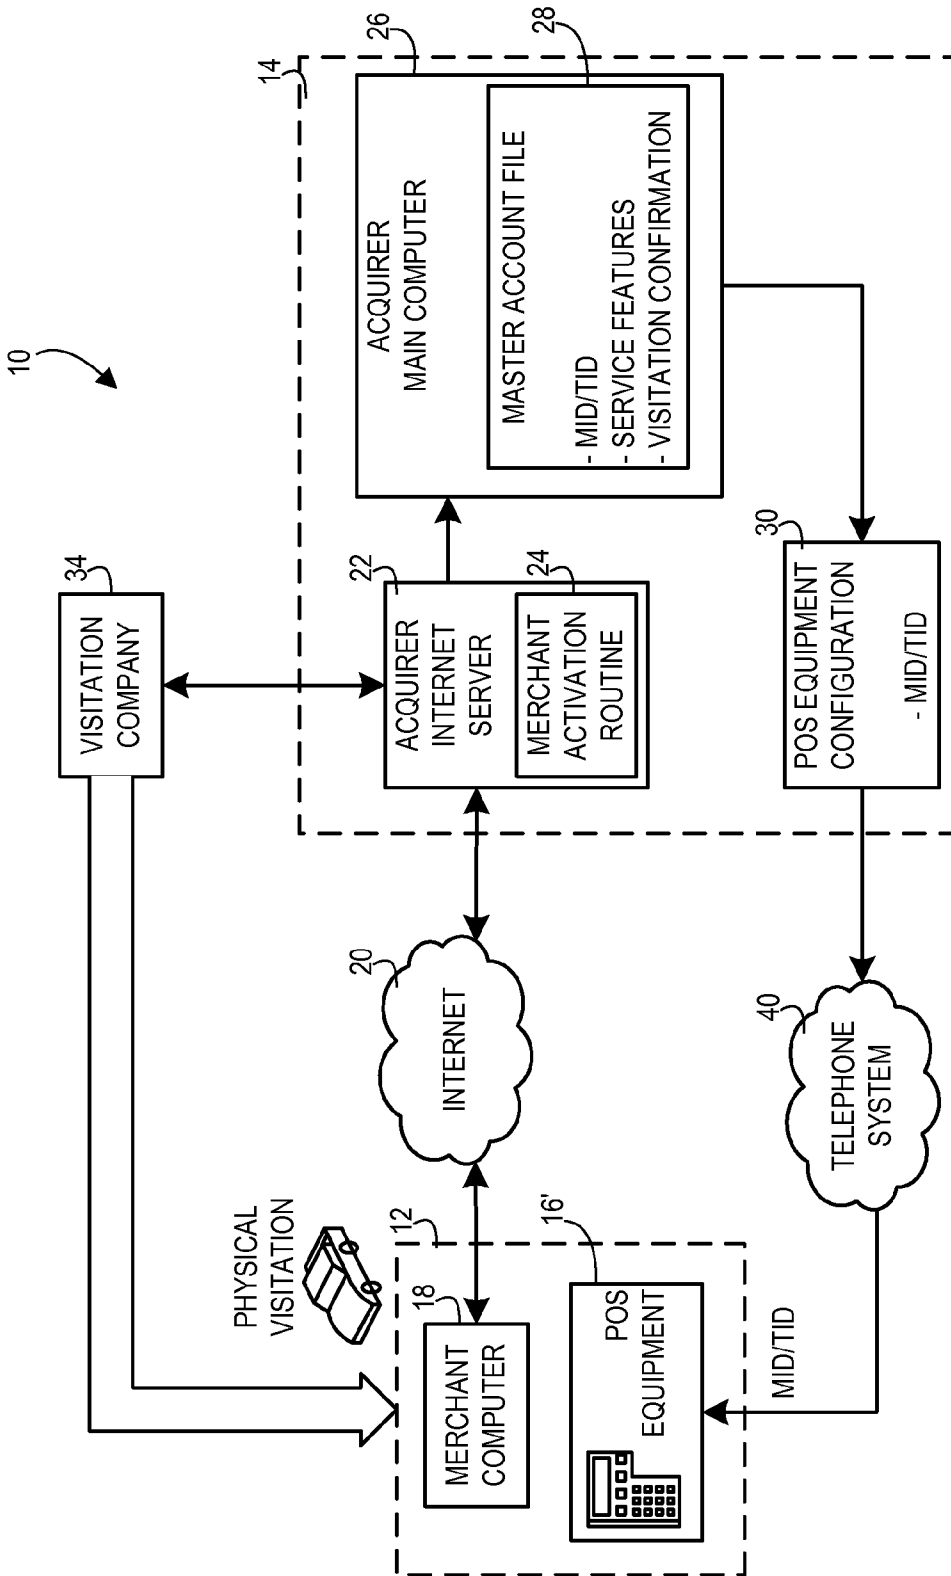 10
34
VISITATION
COMPANY
PHYSICAL
VISITATION
14
12
18
MERCHANT
COMPUTER
20
INTERNET
22
ACQUIRER
INTERNET
SERVER
24
MERCHANT
ACTIVATION
ROUTINE
26
ACQUIRER
MAIN COMPUTER
28
MASTER ACCOUNT FILE
- MID/TID
- SERVICE FEATURES
- VISITATION CONFIRMATION
16'
POS
EQUIPMENT
MID/TID
40
TELEPHONE
SYSTEM
30
POS EQUIPMENT
CONFIGURATION
- MID/TID